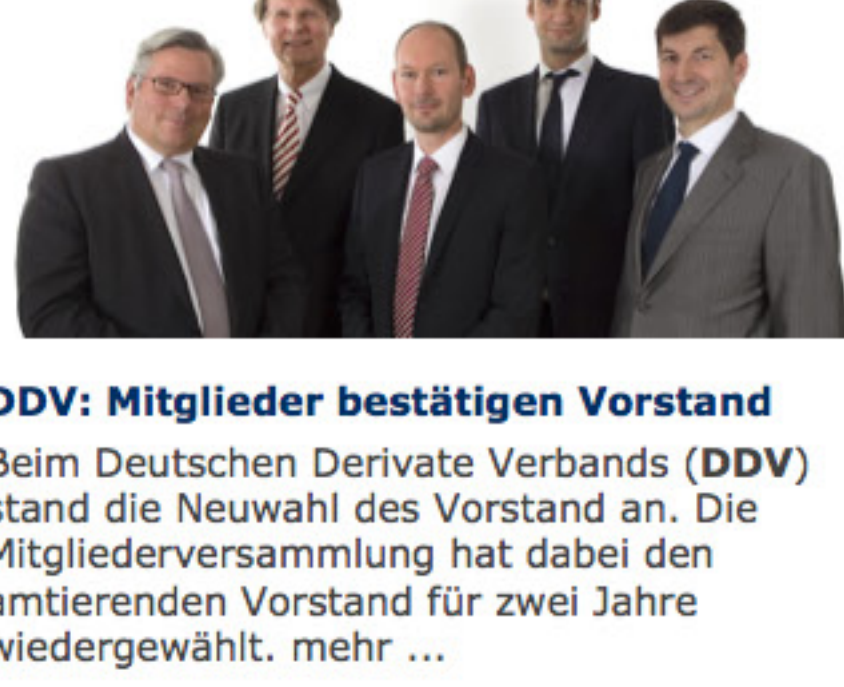 DDV: Mitglieder bestätigen Vorstand
Beim Deutschen Derivate Verbands (DDV)
stand die Neuwahl des Vorstand an. Die
Mitgliederversammlung hat dabei den
amtierenden Vorstand für zwei Jahre
wiedergewählt. mehr ...